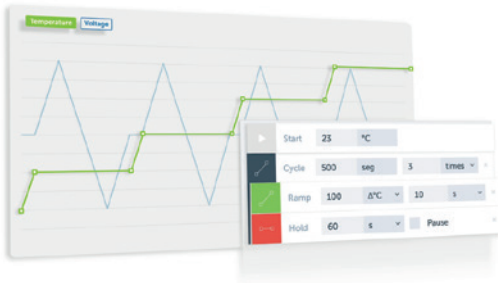 Temperature Voltage
Start 23 °C
Cycle 500 seg 3 times
Ramp 100 Δ°C 10 s
Hold 60 s Pause